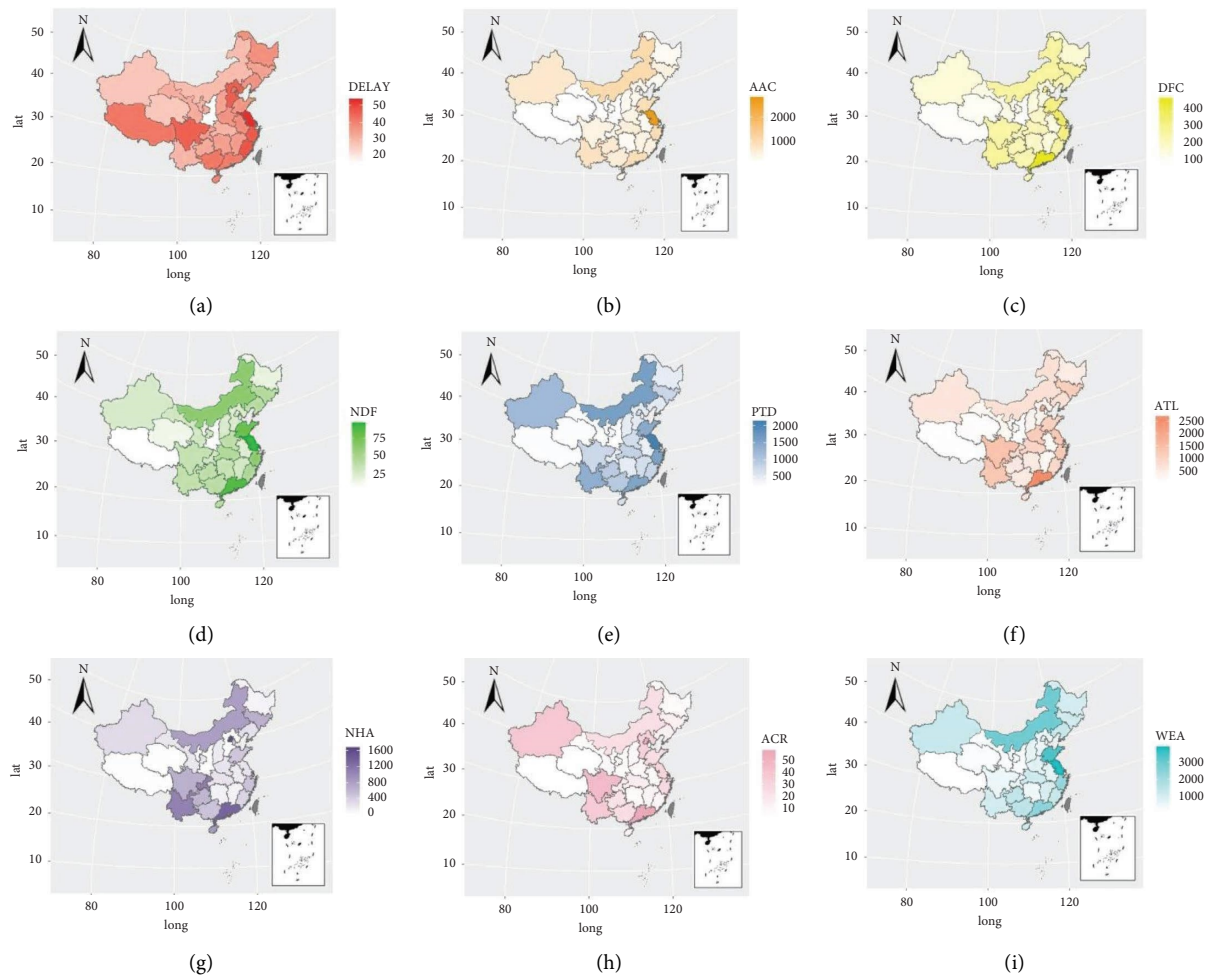 N
lat
50
40
30
20
10
80
100
120
long
DELAY
50
40
30
20
(a)
N
lat
50
40
30
20
10
80
100
120
long
AAC
2000
1000
(b)
N
lat
50
40
30
20
10
80
100
120
long
DFC
400
300
200
100
(c)
N
lat
50
40
30
20
10
80
100
120
long
NDF
75
50
25
(d)
N
lat
50
40
30
20
10
80
100
120
long
PTD
2000
1500
1000
500
(e)
N
lat
50
40
30
20
10
80
100
120
long
ATL
2500
2000
1500
1000
500
(f)
N
lat
50
40
30
20
10
80
100
120
long
NHA
1600
1200
800
400
0
(g)
N
lat
50
40
30
20
10
80
100
120
long
ACR
50
40
30
20
10
(h)
N
lat
50
40
30
20
10
80
100
120
long
WEA
3000
2000
1000
(i)